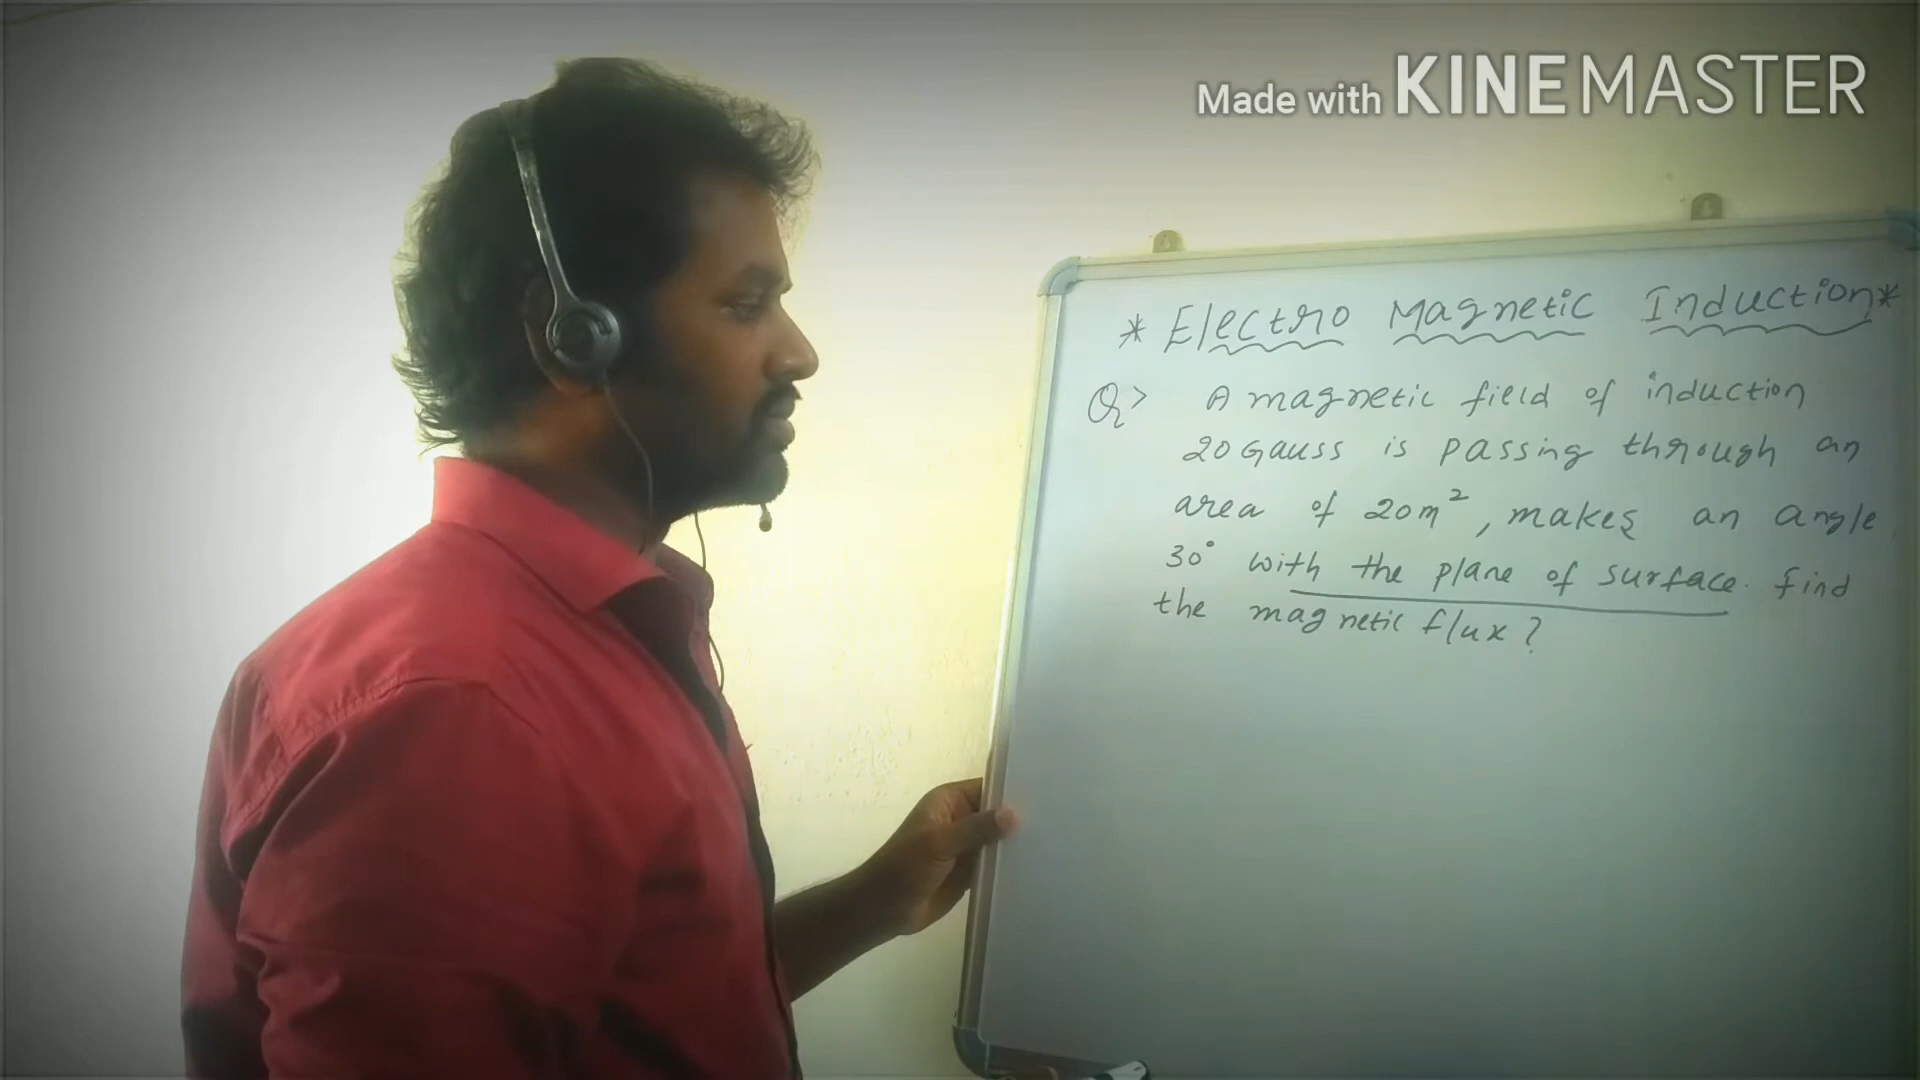 Made with KINEMASTER
* Electro Magnetic Induction *
Q> A magnetic field of induction
20 Gauss is passing through an
area of 20m², makes an angle
30° with the plane of surface. find
the magnetic flux?